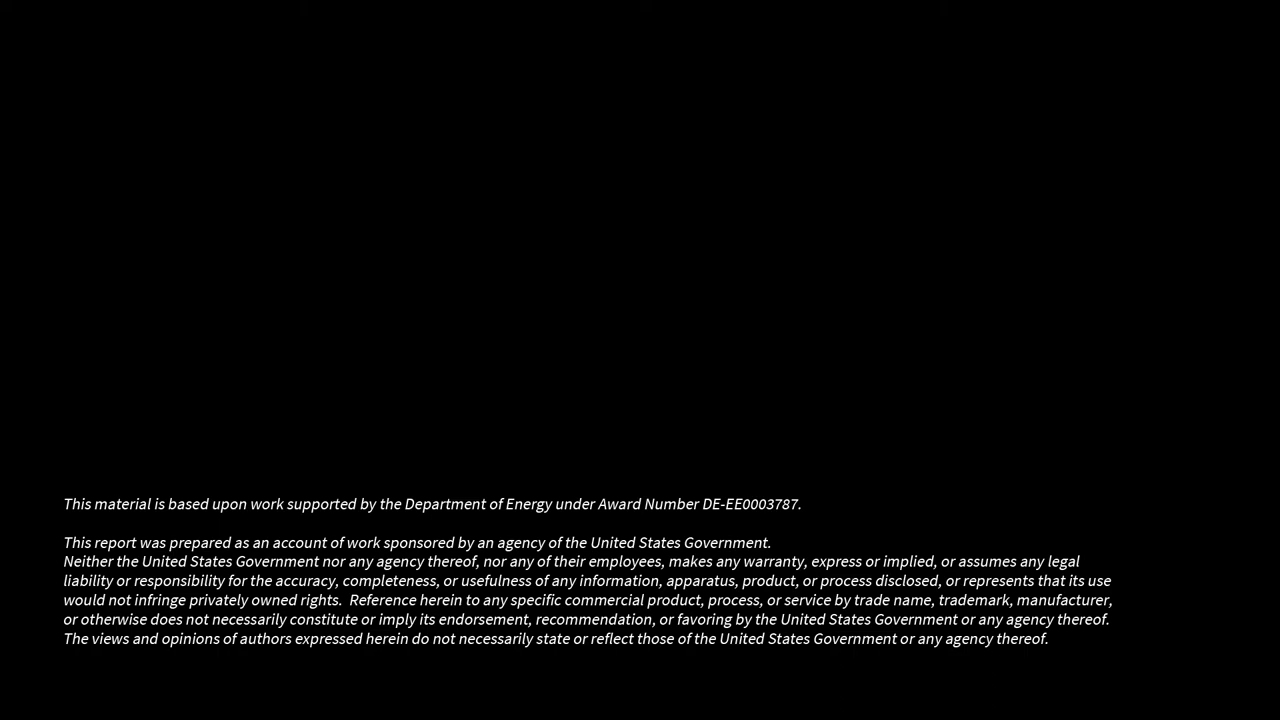 This material is based upon work supported by the Department of Energy under Award Number DE-EE0003787.
This report was prepared as an account of work sponsored by an agency of the United States Government.
Neither the United States Government nor any agency thereof, nor any of their employees, makes any warranty, express or implied, or assumes any legal
liability or responsibility for the accuracy, completeness, or usefulness of any information, apparatus, product, or process disclosed, or represents that its use
would not infringe privately owned rights.  Reference herein to any specific commercial product, process, or service by trade name, trademark, manufacturer,
or otherwise does not necessarily constitute or imply its endorsement, recommendation, or favoring by the United States Government or any agency thereof.
The views and opinions of authors expressed herein do not necessarily state or reflect those of the United States Government or any agency thereof.